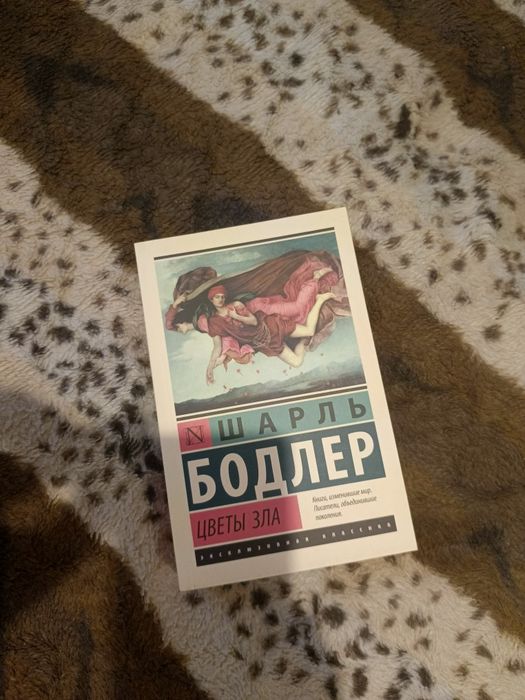 N
ШАРЛЬ
БОДЛЕР
ЦВЕТЫ ЗЛА
Книги, изменившие мир.
Писатели, объединившие
поколения.
ЭКСКЛЮЗИВНАЯ КЛАССИКА